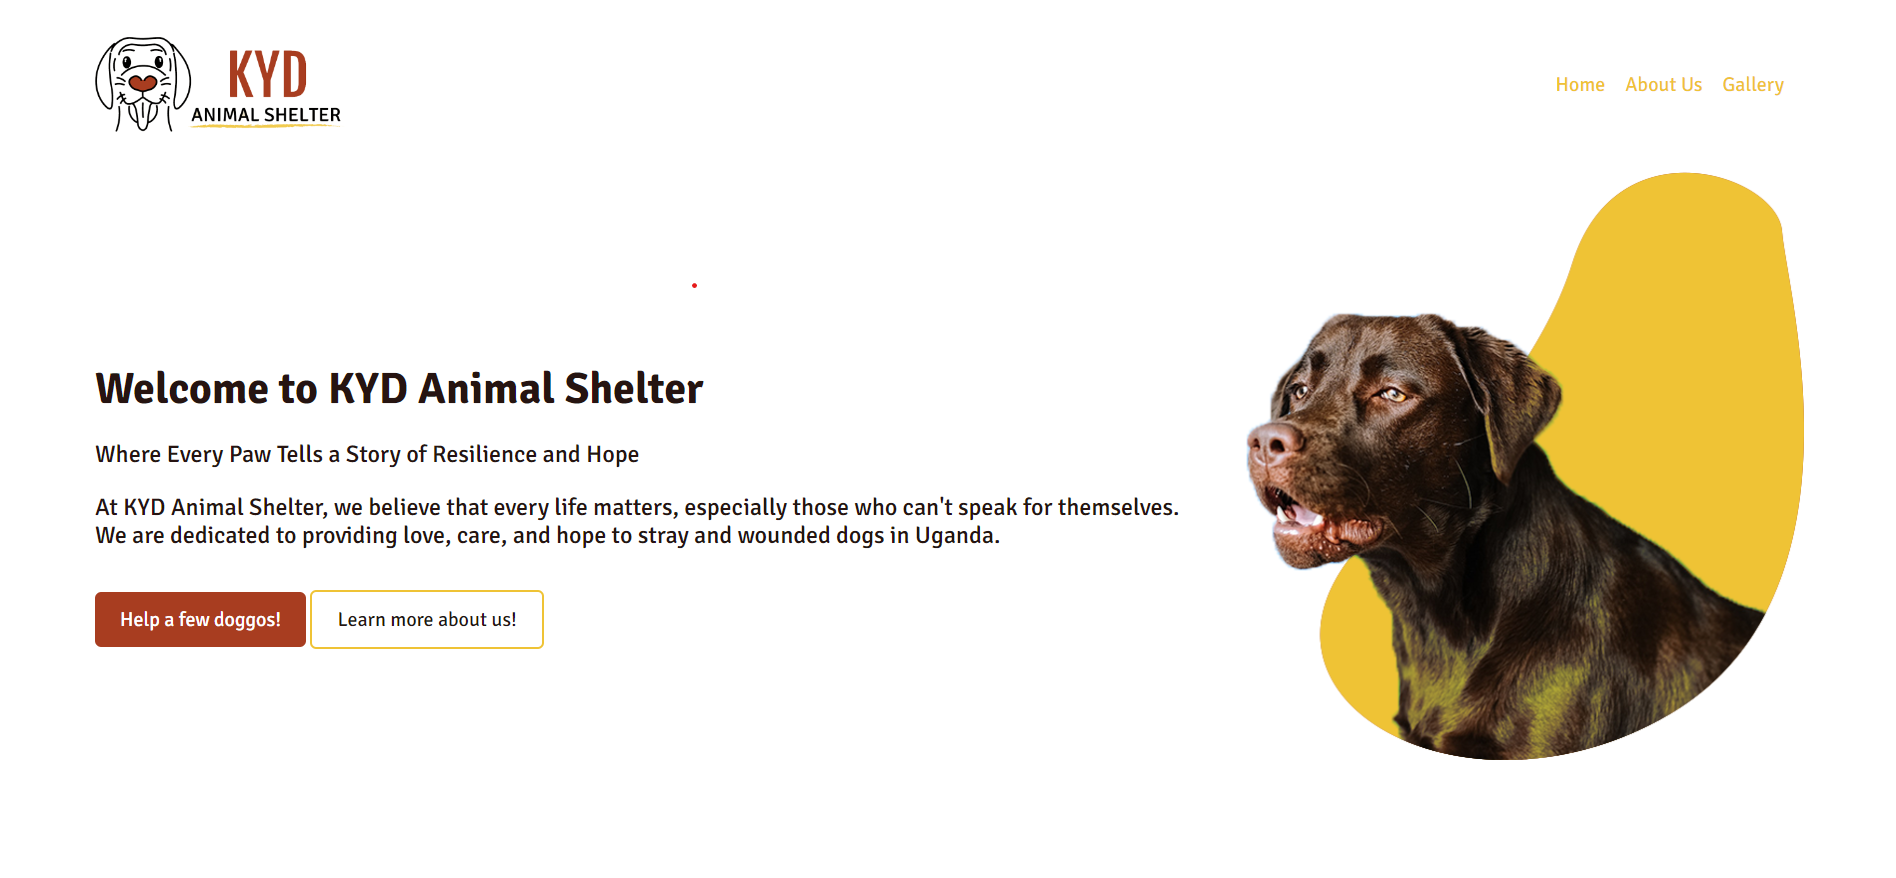 KYD
ANIMAL SHELTER
Home About Us Gallery
Welcome to KYD Animal Shelter
Where Every Paw Tells a Story of Resilience and Hope
At KYD Animal Shelter, we believe that every life matters, especially those who can't speak for themselves.
We are dedicated to providing love, care, and hope to stray and wounded dogs in Uganda.
Help a few doggos! Learn more about us!